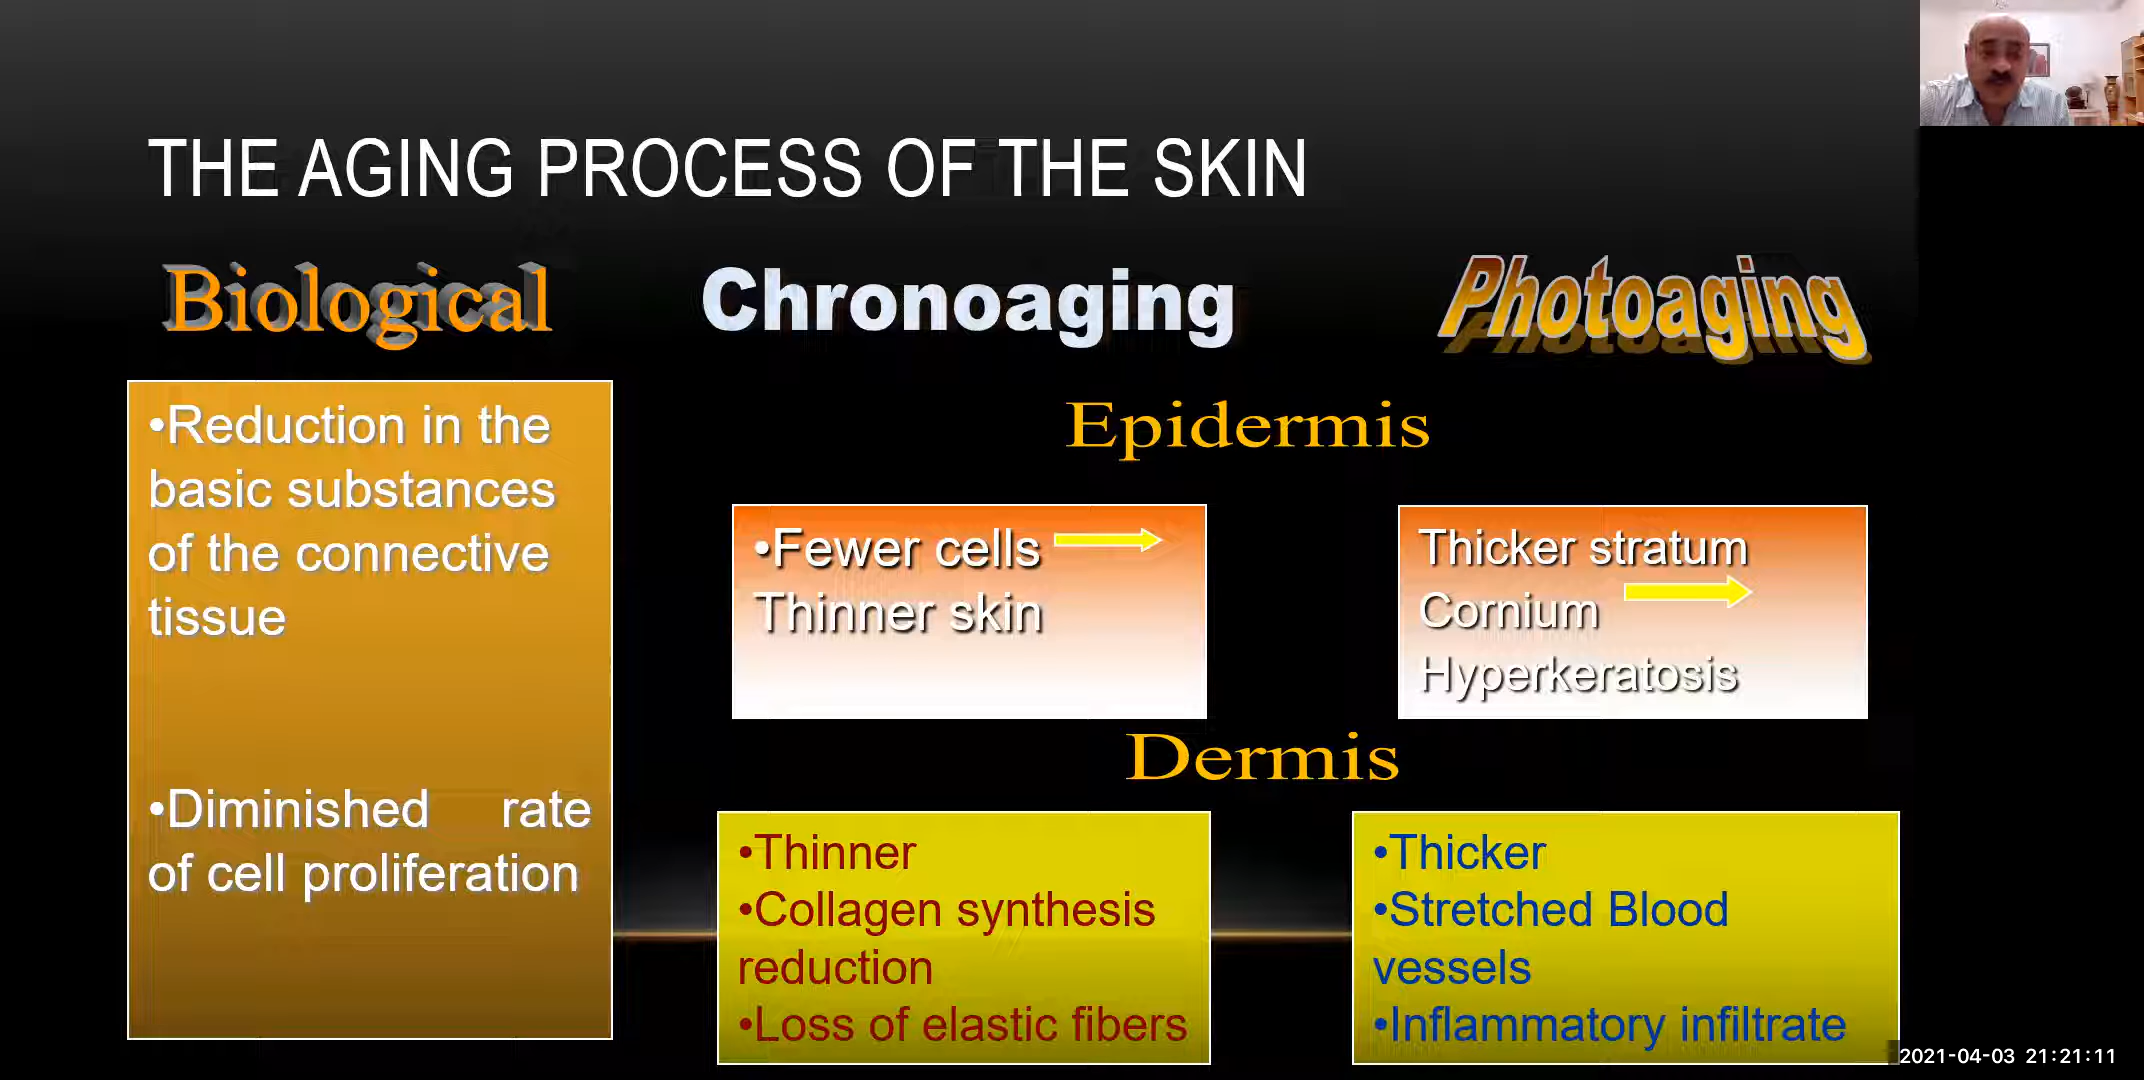 THE AGING PROCESS OF THE SKIN
Biological
Chronoaging
Photoaging
•Reduction in the
basic substances
of the connective
tissue
•Diminished rate
of cell proliferation
Epidermis
•Fewer cells
Thinner skin
Thicker stratum
Cornium
Hyperkeratosis
Dermis
•Thinner
•Collagen synthesis
reduction
•Loss of elastic fibers
•Thicker
•Stretched Blood
vessels
•Inflammatory infiltrate
2021-04-03 21:21:11